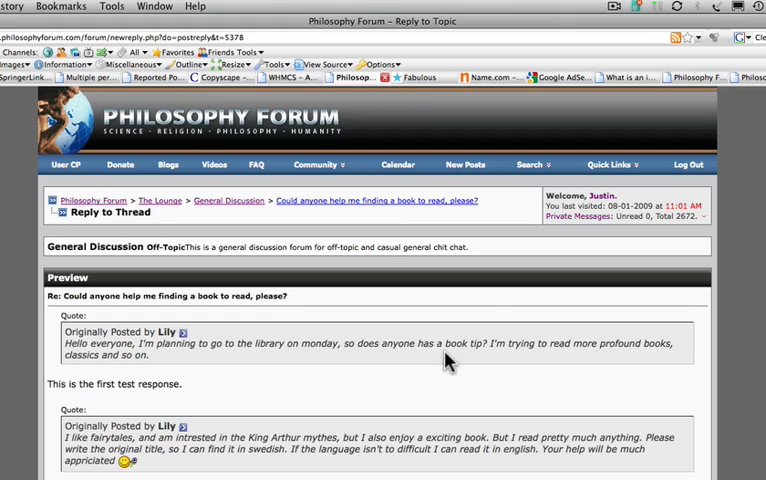 story Bookmarks Tools Window Help
Philosophy Forum – Reply to Topic
.philosophyforum.com/forum/newreply.php?do=postreply&t=5378
Channels: All Favorites Friends Tools
Images Information Miscellaneous Outline Resize Tools View Source Options
SpringerLink... Multiple per... Reported Po... Copyscape -... WHMCS - A... Philosop... Fabulous Name.com -... Google AdSe... What is an i... Philosophy F... Philoso
PHILOSOPHY FORUM
SCIENCE - RELIGION - PHILOSOPHY - HUMANITY
User CP Donate Blogs Videos FAQ Community Calendar New Posts Search Quick Links Log Out
Philosophy Forum > The Lounge > General Discussion > Could anyone help me finding a book to read, please?
Reply to Thread
Welcome, Justin.
You last visited: 08-01-2009 at 11:01 AM
Private Messages: Unread 0, Total 2672.
General Discussion Off-TopicThis is a general discussion forum for off-topic and casual general chit chat.
Preview
Re: Could anyone help me finding a book to read, please?
Quote:
Originally Posted by Lily
Hello everyone, I'm planning to go to the library on monday, so does anyone has a book tip? I'm trying to read more profound books,
classics and so on.
This is the first test response.
Quote:
Originally Posted by Lily
I like fairytales, and am intrested in the King Arthur mythes, but I also enjoy a exciting book. But I read pretty much anything. Please
write the original title, so I can find it in swedish. If the language isn't to difficult I can read it in english. Your help will be much
appriciated